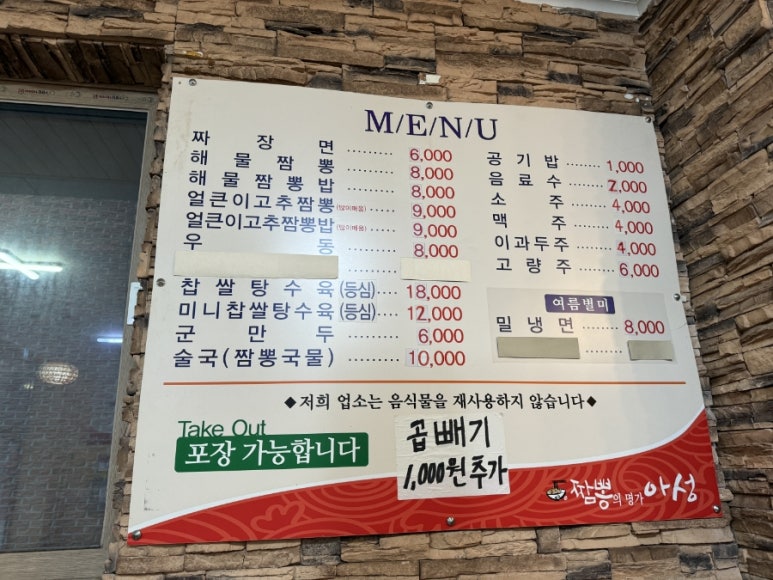 M/E/N/U
짜장면 ········· 6,000
해물짬뽕 ········· 8,000
해물짬뽕밥 ········· 8,000
얼큰이고추짬뽕(많이매움) ······ 9,000
얼큰이고추짬뽕밥(많이매움) ······ 9,000
우동 ········· 8,000
찹쌀탕수육(등심) ······ 18,000
미니찹쌀탕수육(등심) ······ 12,000
군만두 ········· 6,000
술국(짬뽕국물) ········· 10,000
공기밥 ········ 1,000
음료수 ········ 2,000
소주 ········ 4,000
맥주 ········ 4,000
이과두주 ········ 4,000
고량주 ········ 6,000
여름별미
밀냉면 ········ 8,000
◆저희 업소는 음식물을 재사용하지 않습니다◆
Take Out
포장 가능합니다
곱빼기
1,000원 추가
짬뽕의 명가 아성